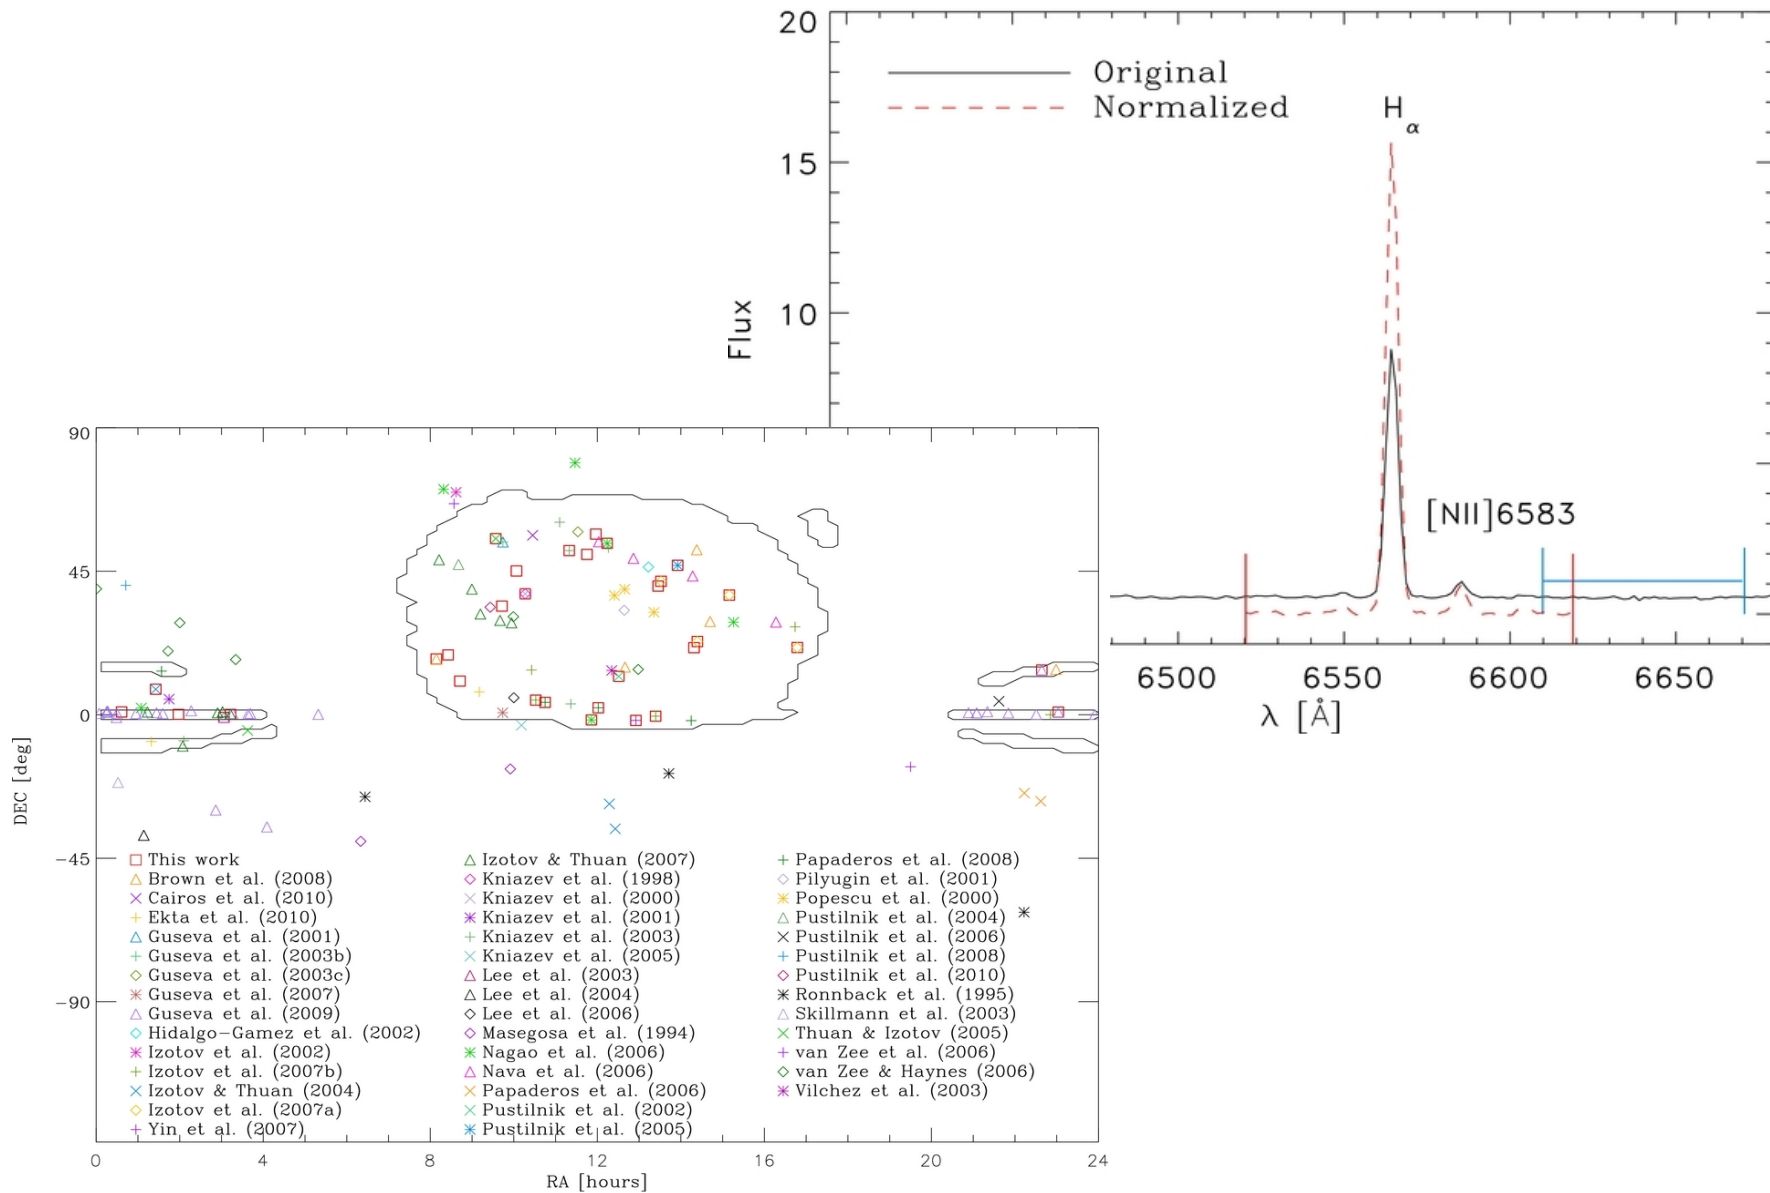 20
Original
Normalized
Hα
15
10
Flux
[NII]6583
6500 6550 6600 6650
λ [Å]
90
45
0
−45
−90
DEC [deg]
This work
Brown et al. (2008)
Cairos et al. (2010)
Ekta et al. (2010)
Guseva et al. (2001)
Guseva et al. (2003b)
Guseva et al. (2003c)
Guseva et al. (2007)
Guseva et al. (2009)
Hidalgo−Gamez et al. (2002)
Izotov et al. (2002)
Izotov et al. (2007b)
Izotov & Thuan (2004)
Izotov et al. (2007a)
Yin et al. (2007)
Izotov & Thuan (2007)
Kniazev et al. (1998)
Kniazev et al. (2000)
Kniazev et al. (2001)
Kniazev et al. (2003)
Kniazev et al. (2005)
Lee et al. (2003)
Lee et al. (2004)
Lee et al. (2006)
Masegosa et al. (1994)
Nagao et al. (2006)
Nava et al. (2006)
Papaderos et al. (2006)
Pustilnik et al. (2002)
Pustilnik et al. (2005)
Papaderos et al. (2008)
Pilyugin et al. (2001)
Popescu et al. (2000)
Pustilnik et al. (2004)
Pustilnik et al. (2006)
Pustilnik et al. (2008)
Pustilnik et al. (2010)
Ronnback et al. (1995)
Skillmann et al. (2003)
Thuan & Izotov (2005)
van Zee et al. (2006)
van Zee & Haynes (2006)
Vilchez et al. (2003)
0 4 8 12 16 20 24
RA [hours]